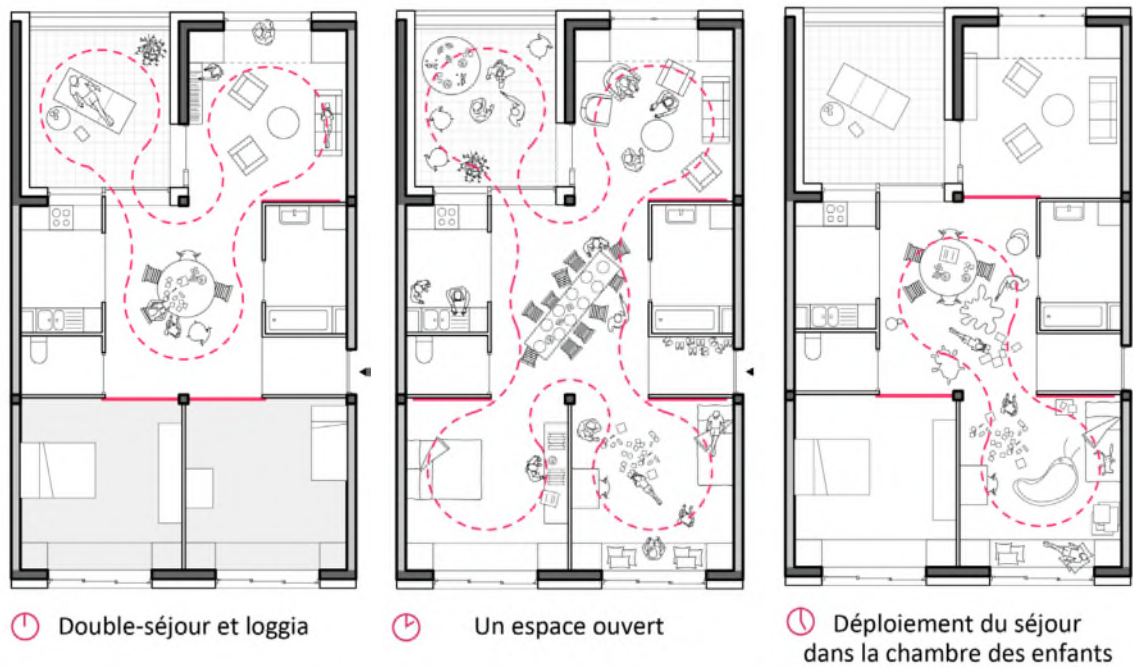 Double-séjour et loggia
Un espace ouvert
Déploiement du séjour
dans la chambre des enfants